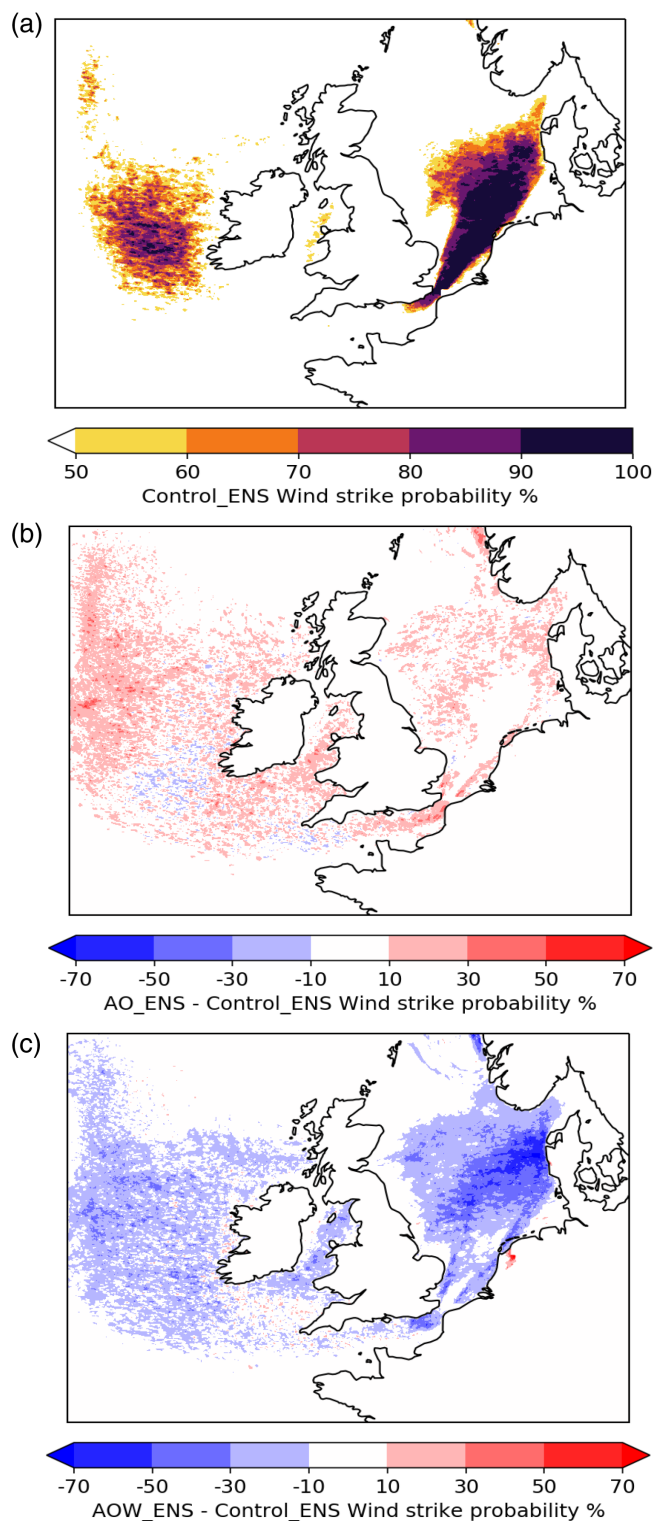 (a)
50 60 70 80 90 100
Control_ENS Wind strike probability %
(b)
-70 -50 -30 -10 10 30 50 70
AO_ENS - Control_ENS Wind strike probability %
(c)
-70 -50 -30 -10 10 30 50 70
AOW_ENS - Control_ENS Wind strike probability %